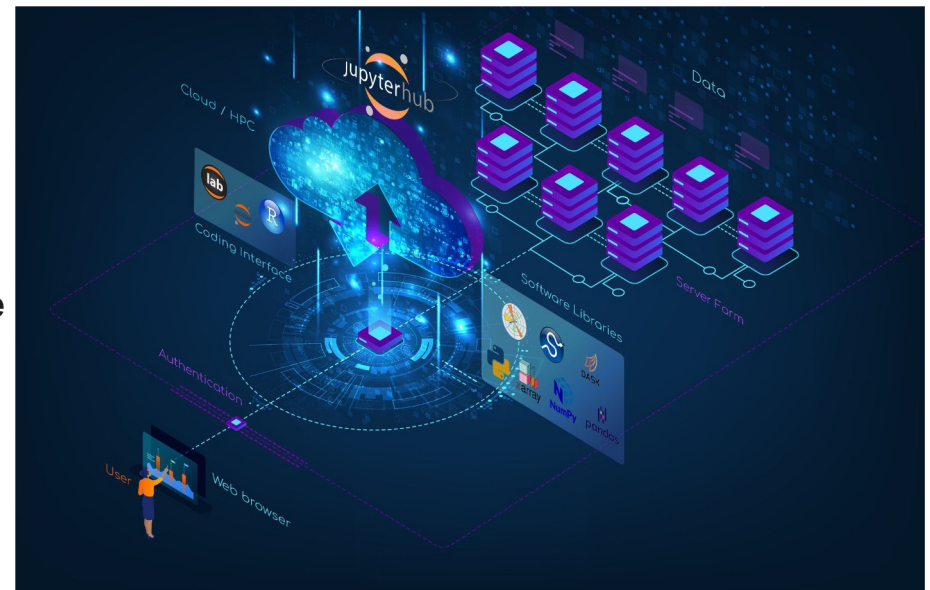 jupyterhub
Cloud / HPC
Data
lab
R
Coding Interface
Software Libraries
Server Form
S
DASK
xarray
NumPy
pandas
Authentication
User
Web browser
e